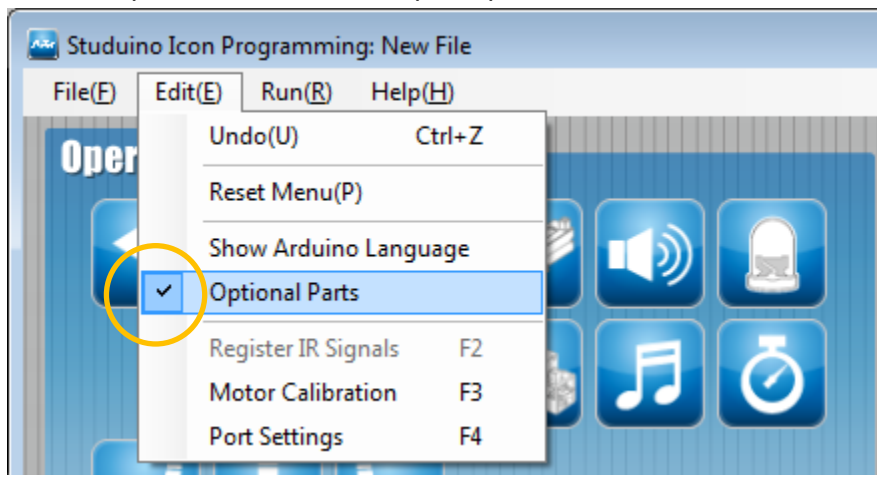 Studuino Icon Programming: New File
File(F) Edit(E) Run(R) Help(H)
Oper
Undo(U) Ctrl+Z
Reset Menu(P)
Show Arduino Language
Optional Parts
Register IR Signals F2
Motor Calibration F3
Port Settings F4